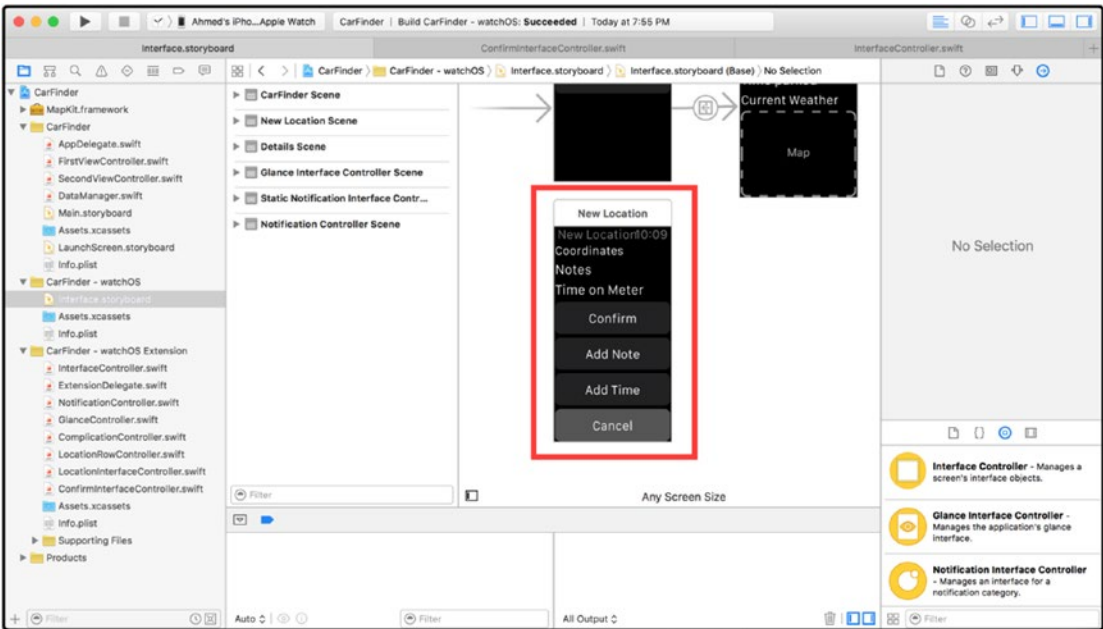 Ahmed's iPho...Apple Watch
CarFinder | Build CarFinder - watchOS: Succeeded | Today at 7:55 PM
Interface.storyboard
ConfirmInterfaceController.swift
InterfaceController.swift
CarFinder
CarFinder - watchOS
Interface.storyboard
Interface.storyboard (Base)
No Selection
CarFinder
MapKit.framework
CarFinder
AppDelegate.swift
FirstViewController.swift
SecondViewController.swift
DataManager.swift
Main.storyboard
Assets.xcassets
LaunchScreen.storyboard
Info.plist
CarFinder - watchOS
Interface.storyboard
Assets.xcassets
Info.plist
CarFinder - watchOS Extension
InterfaceController.swift
ExtensionDelegate.swift
NotificationController.swift
GlanceController.swift
ComplicationController.swift
LocationRowController.swift
LocationInterfaceController.swift
ConfirmInterfaceController.swift
Assets.xcassets
Info.plist
Supporting Files
Products
Filter
CarFinder Scene
New Location Scene
Details Scene
Glance Interface Controller Scene
Static Notification Interface Contr...
Notification Controller Scene
Filter
Current Weather
Map
New Location
New Location 10:09
Coordinates
Notes
Time on Meter
Confirm
Add Note
Add Time
Cancel
Any Screen Size
Auto
Filter
All Output
No Selection
Interface Controller - Manages a
screen's interface objects.
Glance Interface Controller -
Manages the application's glance
interface.
Notification Interface Controller
- Manages an interface for a
notification category.
Filter